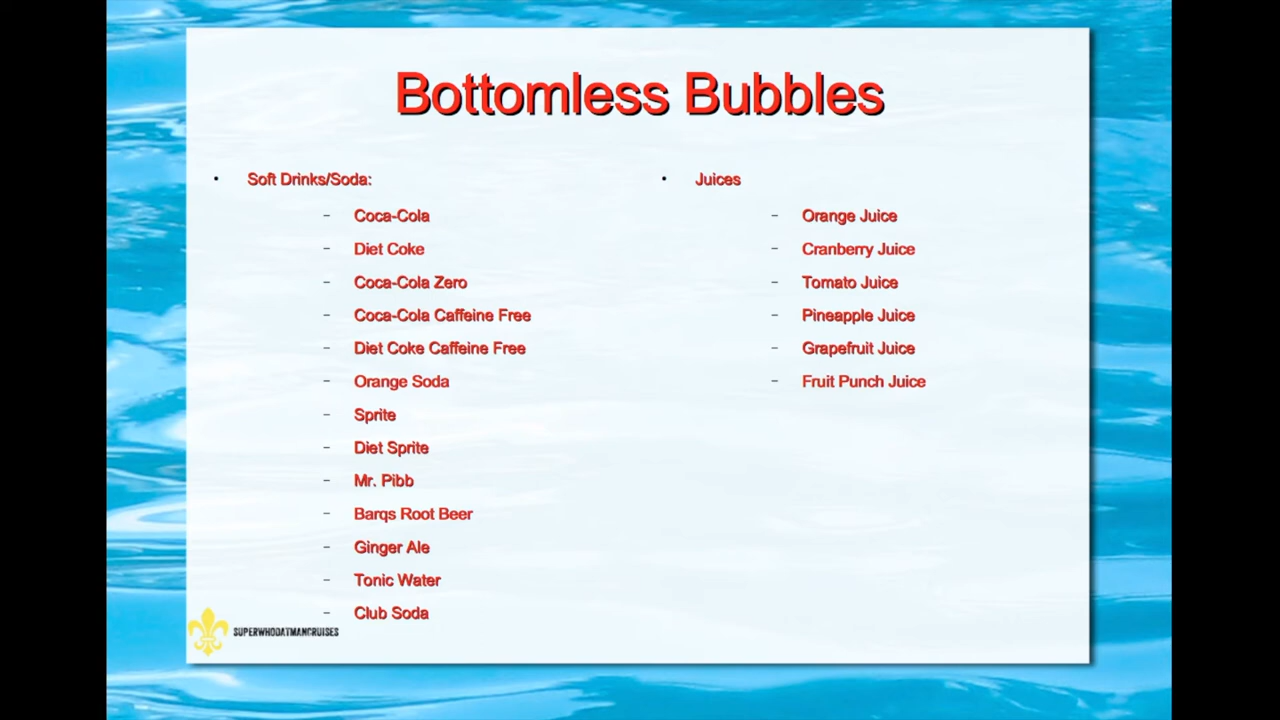 Bottomless Bubbles
• Soft Drinks/Soda:
– Coca-Cola
– Diet Coke
– Coca-Cola Zero
– Coca-Cola Caffeine Free
– Diet Coke Caffeine Free
– Orange Soda
– Sprite
– Diet Sprite
– Mr. Pibb
– Barqs Root Beer
– Ginger Ale
– Tonic Water
– Club Soda
• Juices
– Orange Juice
– Cranberry Juice
– Tomato Juice
– Pineapple Juice
– Grapefruit Juice
– Fruit Punch Juice
SUPERWHODATMANCRUISES